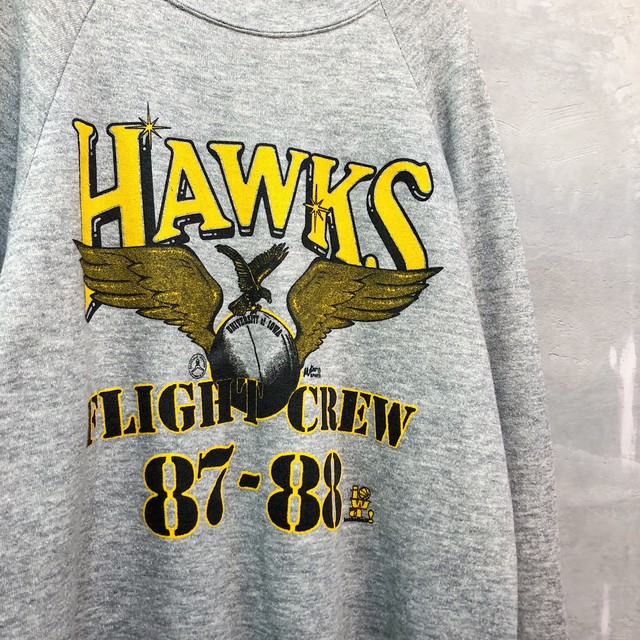 HAWKS
UNIVERSITY of IOWA
FLIGHT CREW
87-88